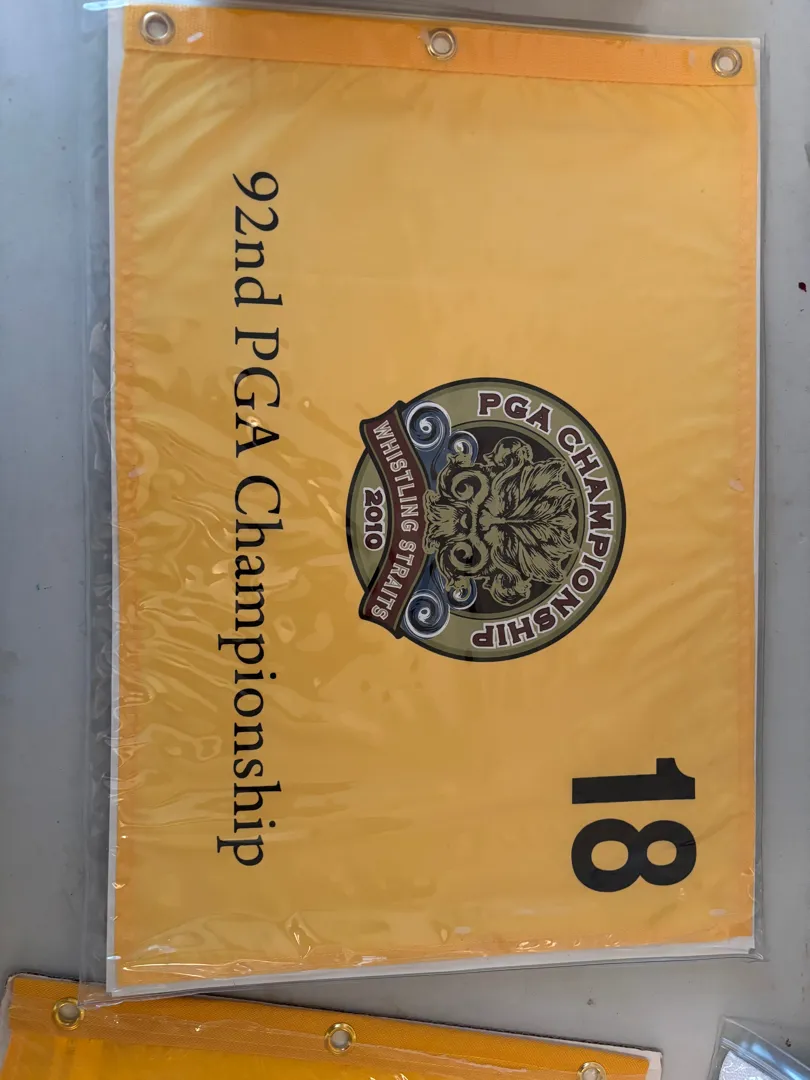 18
PGA CHAMPIONSHIP
WHISTLING STRAITS
2010
92nd PGA Championship